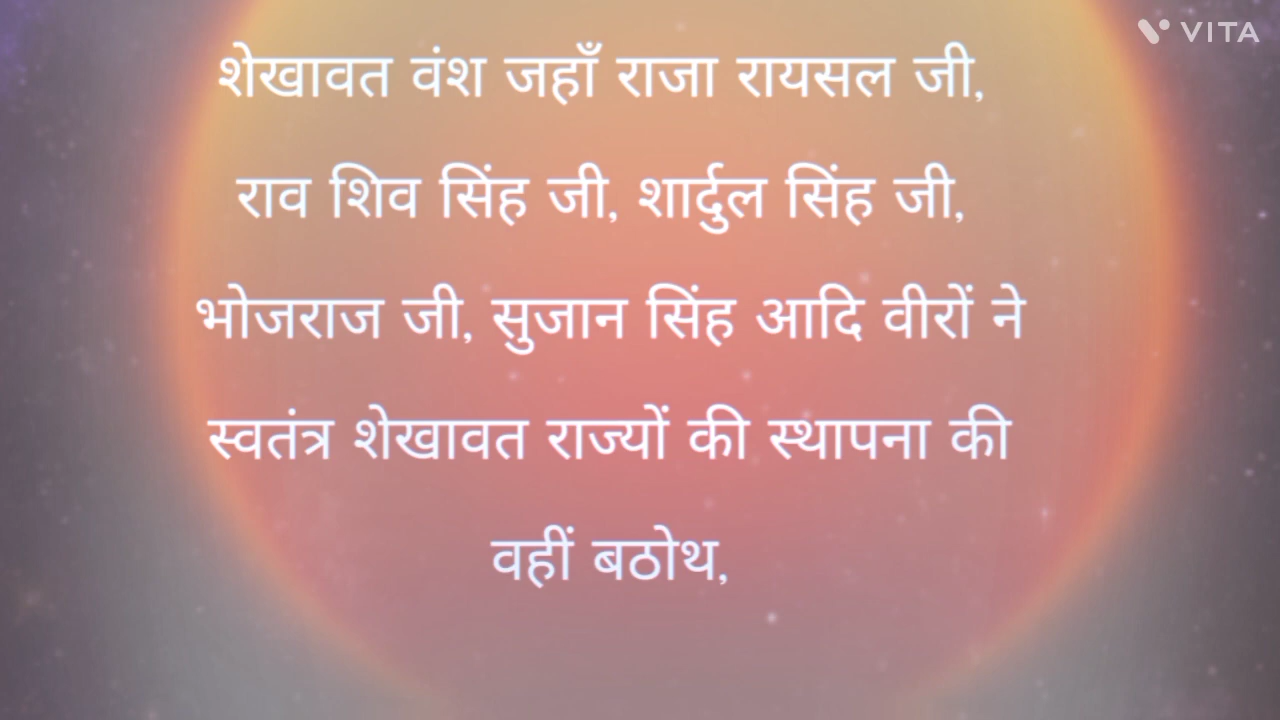 VITA
शेखावत वंश जहाँ राजा रायसल जी,
राव शिव सिंह जी, शार्दुल सिंह जी,
भोजराज जी, सुजान सिंह आदि वीरों ने
स्वतंत्र शेखावत राज्यों की स्थापना की
वहीं बठोथ,